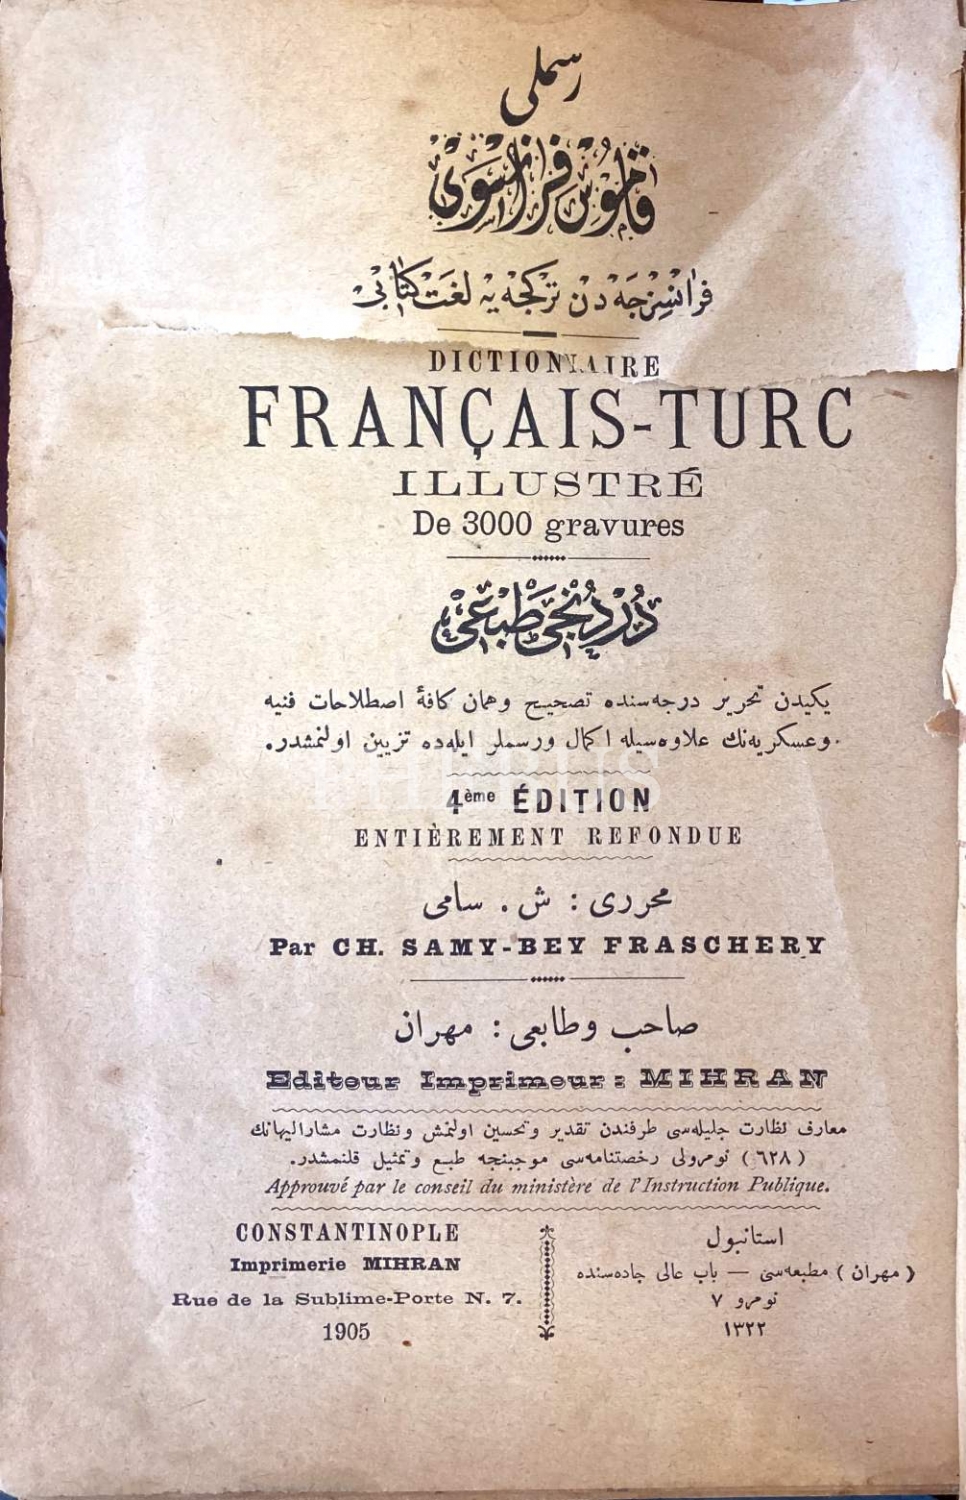 رسملی
قاموس فرانسوی
فرانسزجه‌دن ترکجه‌یه لغت کتابی
DICTIONNAIRE
FRANÇAIS-TURC
ILLUSTRÉ
De 3000 gravures
دردنجی طبعی
یکیدن تحریر درجه‌سنده تصحیح وهمان کافهٔ اصطلاحات فنیه
وعسکریه‌نك علاوه‌سیله اکمال ورسملر ایله‌ده تزیین اولنمشدر.
4ème ÉDITION
ENTIÈREMENT REFONDUE
محرری : ش . سامی
Par CH. SAMY-BEY FRASCHERY
صاحب وطابعی : مهران
Editeur Imprimeur : MIHRAN
معارف نظارت جلیله‌سی طرفندن تقدیر وتحسین اولنمش ونظارت مشارالیهانك
(٦٢٨) نومرولی رخصتنامه‌سی موجبنجه طبع وتمثیل قلنمشدر.
Approuvé par le conseil du ministère de l'Instruction Publique.
CONSTANTINOPLE
Imprimerie MIHRAN
Rue de la Sublime-Porte N. 7.
1905
استانبول
(مهران) مطبعه‌سی — باب عالی جاده‌سنده
نومرو ٧
١٣٢٢